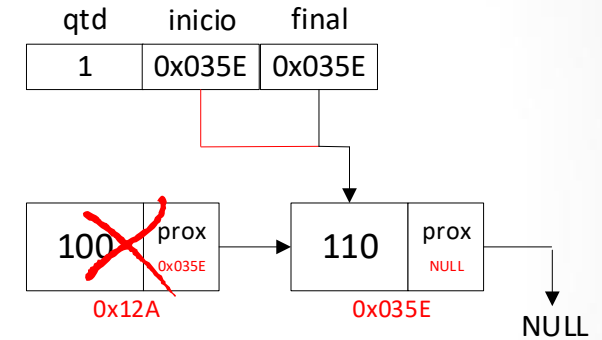 qtd inicio final
1 0x035E 0x035E
100 prox 110 prox
0x035E NULL
0x12A 0x035E
NULL